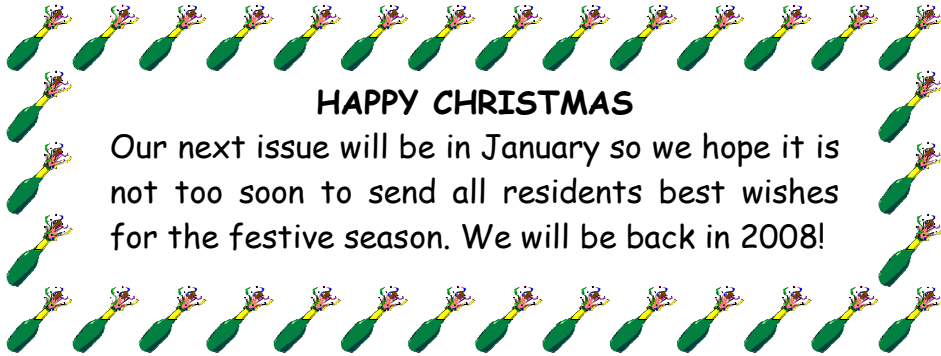 HAPPY CHRISTMAS
Our next issue will be in January so we hope it is
not too soon to send all residents best wishes
for the festive season. We will be back in 2008!